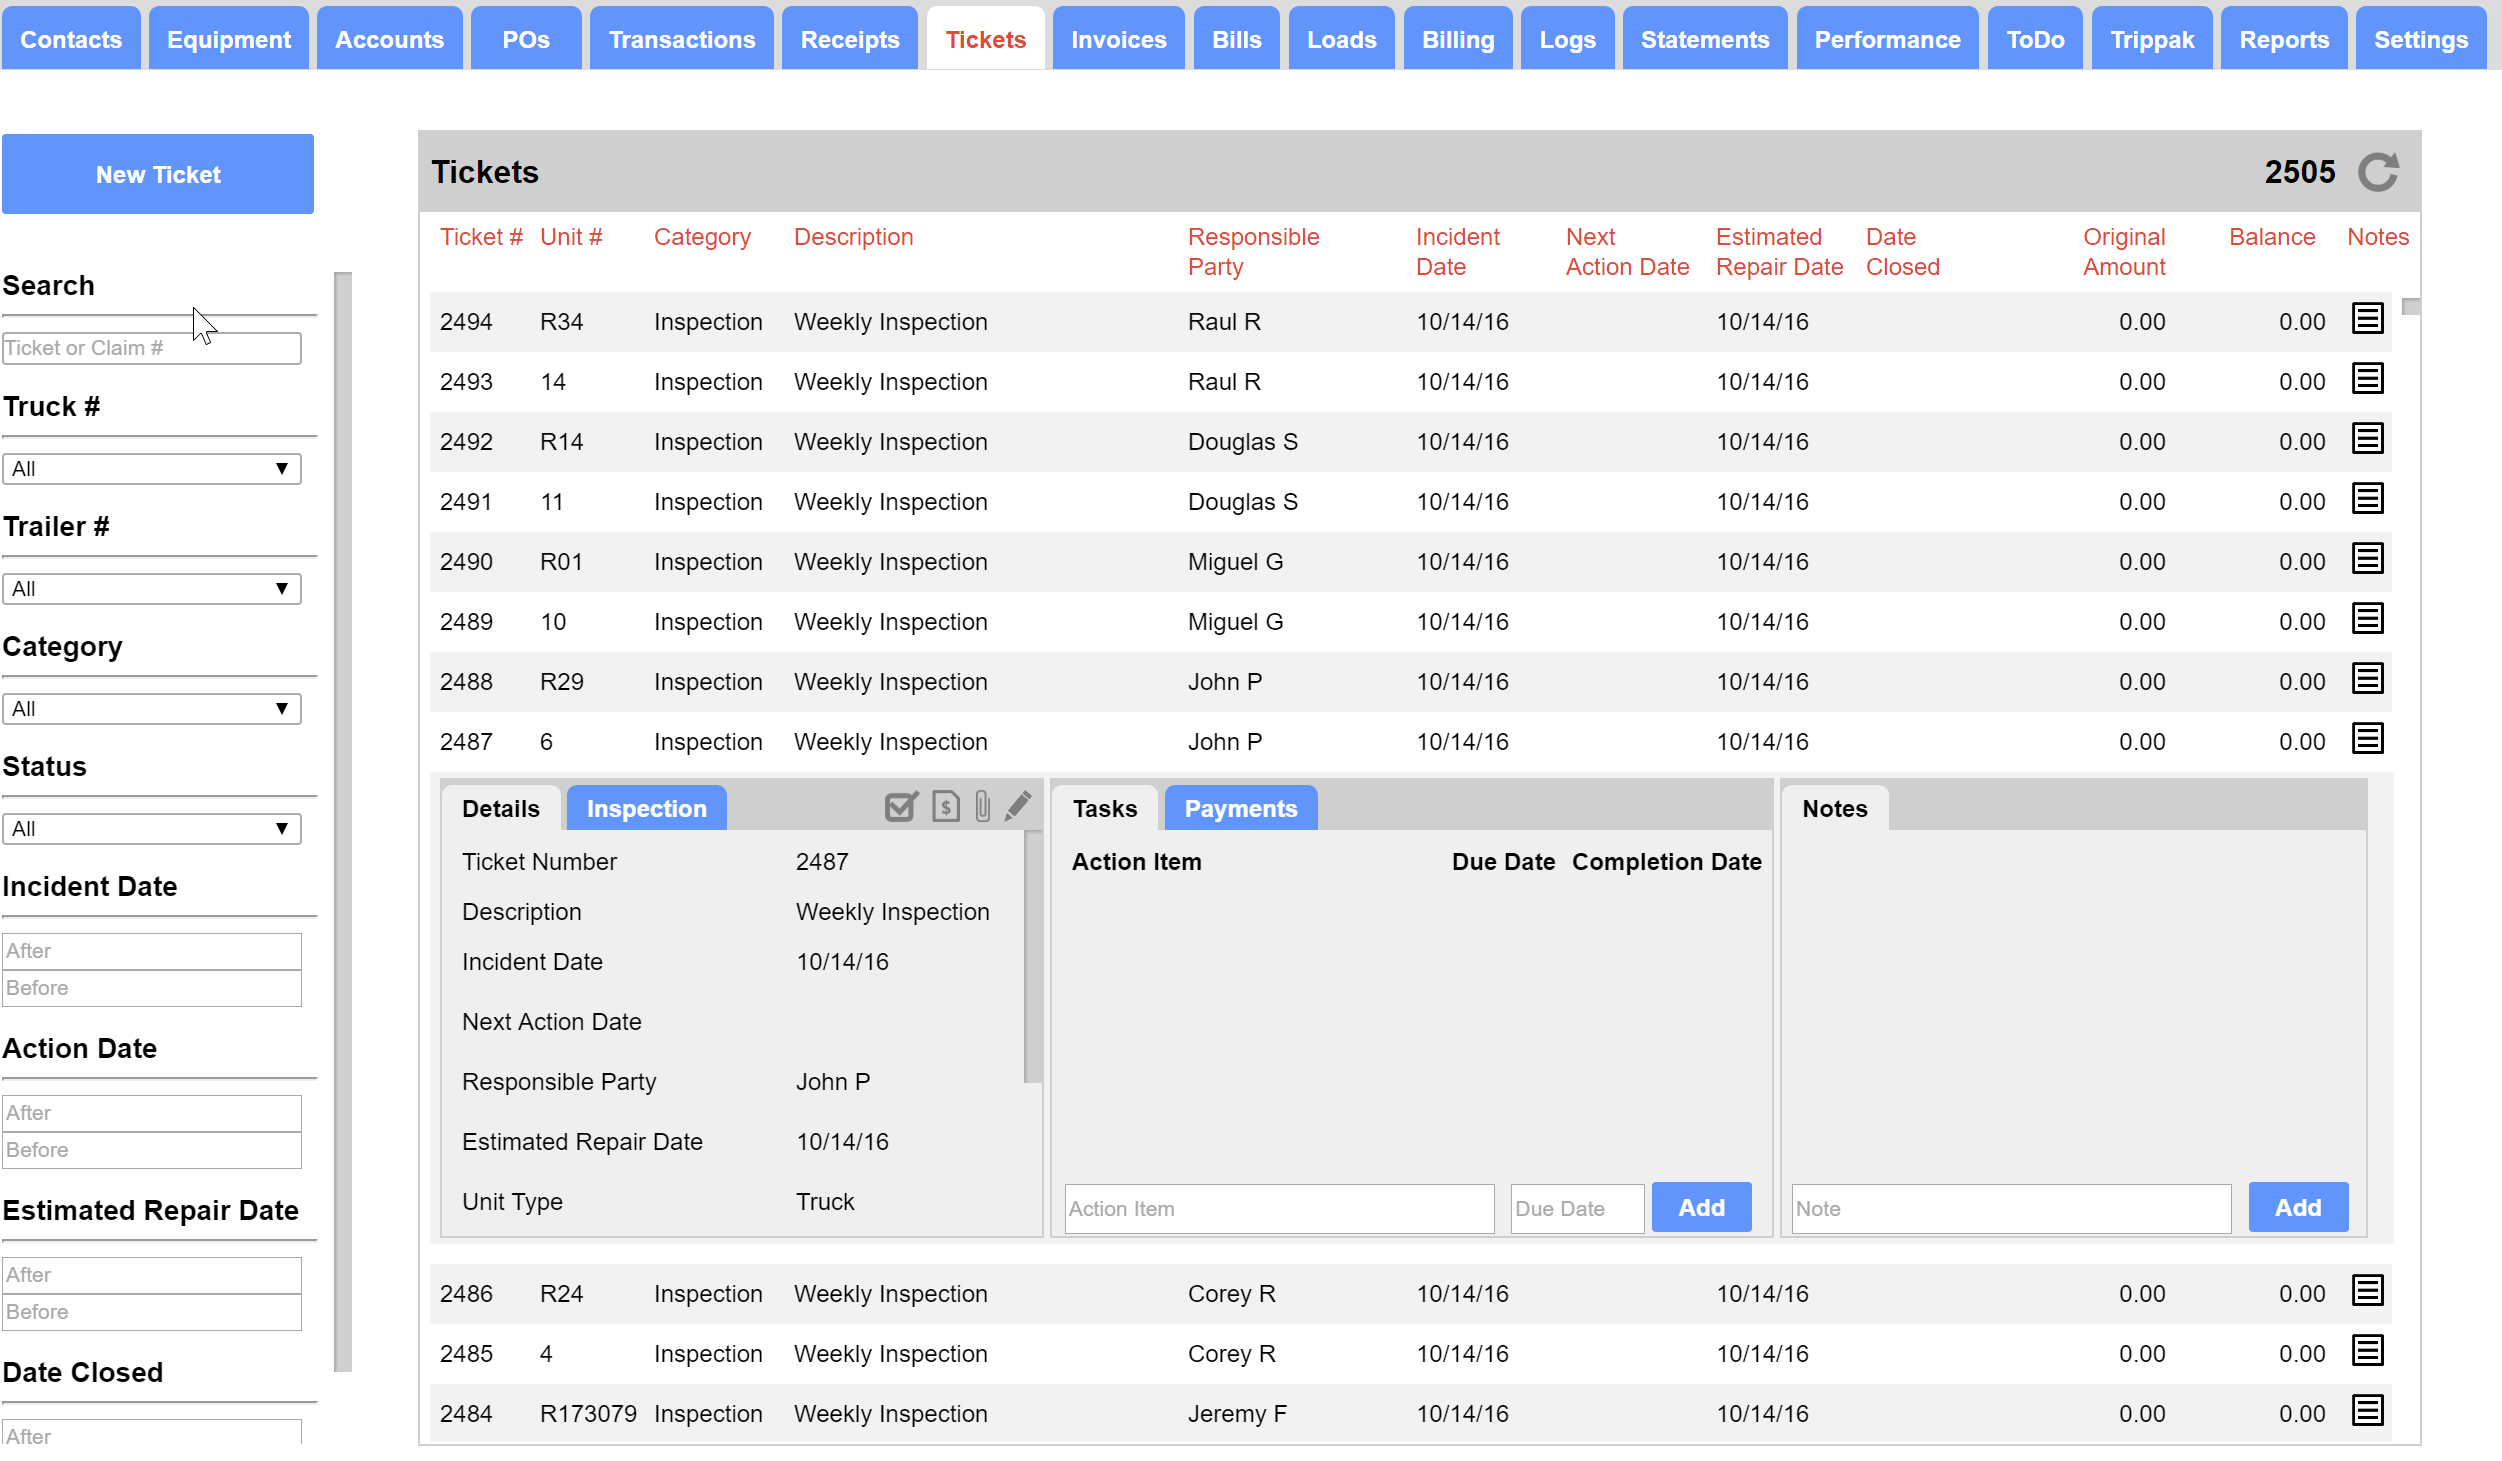 Contacts Equipment Accounts POs Transactions Receipts Tickets Invoices Bills Loads Billing Logs Statements Performance ToDo Trippak Reports Settings
New Ticket
Search
Ticket or Claim #
Truck #
All
Trailer #
All
Category
All
Status
All
Incident Date
After
Before
Action Date
After
Before
Estimated Repair Date
After
Before
Date Closed
After
Tickets 2505
Ticket # Unit # Category Description Responsible Party Incident Date Next Action Date Estimated Repair Date Date Closed Original Amount Balance Notes
2494 R34 Inspection Weekly Inspection Raul R 10/14/16 10/14/16 0.00 0.00
2493 14 Inspection Weekly Inspection Raul R 10/14/16 10/14/16 0.00 0.00
2492 R14 Inspection Weekly Inspection Douglas S 10/14/16 10/14/16 0.00 0.00
2491 11 Inspection Weekly Inspection Douglas S 10/14/16 10/14/16 0.00 0.00
2490 R01 Inspection Weekly Inspection Miguel G 10/14/16 10/14/16 0.00 0.00
2489 10 Inspection Weekly Inspection Miguel G 10/14/16 10/14/16 0.00 0.00
2488 R29 Inspection Weekly Inspection John P 10/14/16 10/14/16 0.00 0.00
2487 6 Inspection Weekly Inspection John P 10/14/16 10/14/16 0.00 0.00
Details Inspection $
Ticket Number 2487
Description Weekly Inspection
Incident Date 10/14/16
Next Action Date
Responsible Party John P
Estimated Repair Date 10/14/16
Unit Type Truck
Tasks Payments
Action Item Due Date Completion Date
Action Item Due Date Add
Notes
Note Add
2486 R24 Inspection Weekly Inspection Corey R 10/14/16 10/14/16 0.00 0.00
2485 4 Inspection Weekly Inspection Corey R 10/14/16 10/14/16 0.00 0.00
2484 R173079 Inspection Weekly Inspection Jeremy F 10/14/16 10/14/16 0.00 0.00